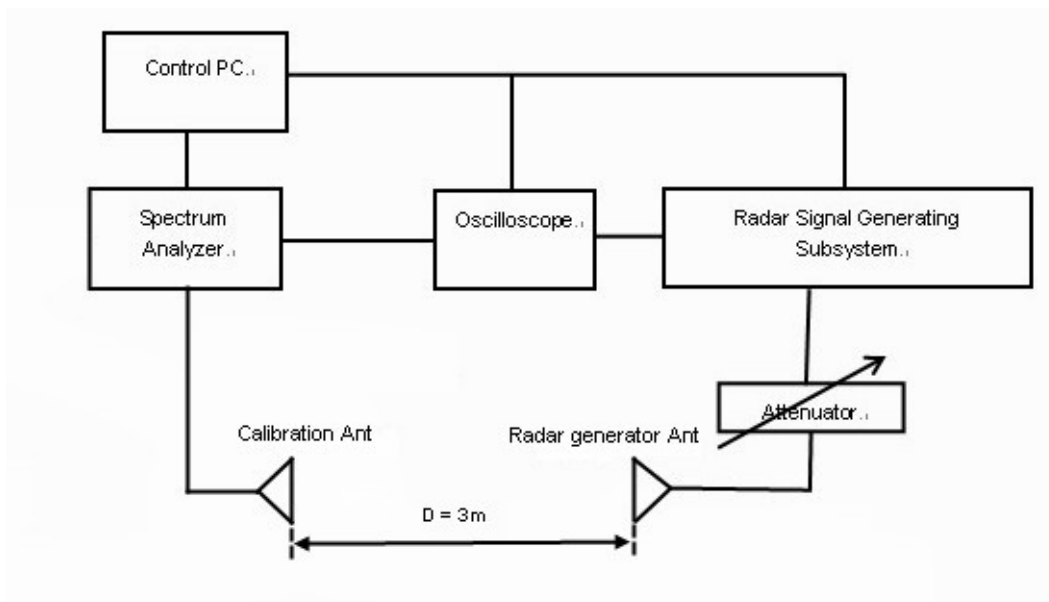 Control PC
Spectrum
Analyzer
Oscilloscope
Radar Signal Generating
Subsystem
Attenuator
Calibration Ant
Radar generator Ant
D = 3m